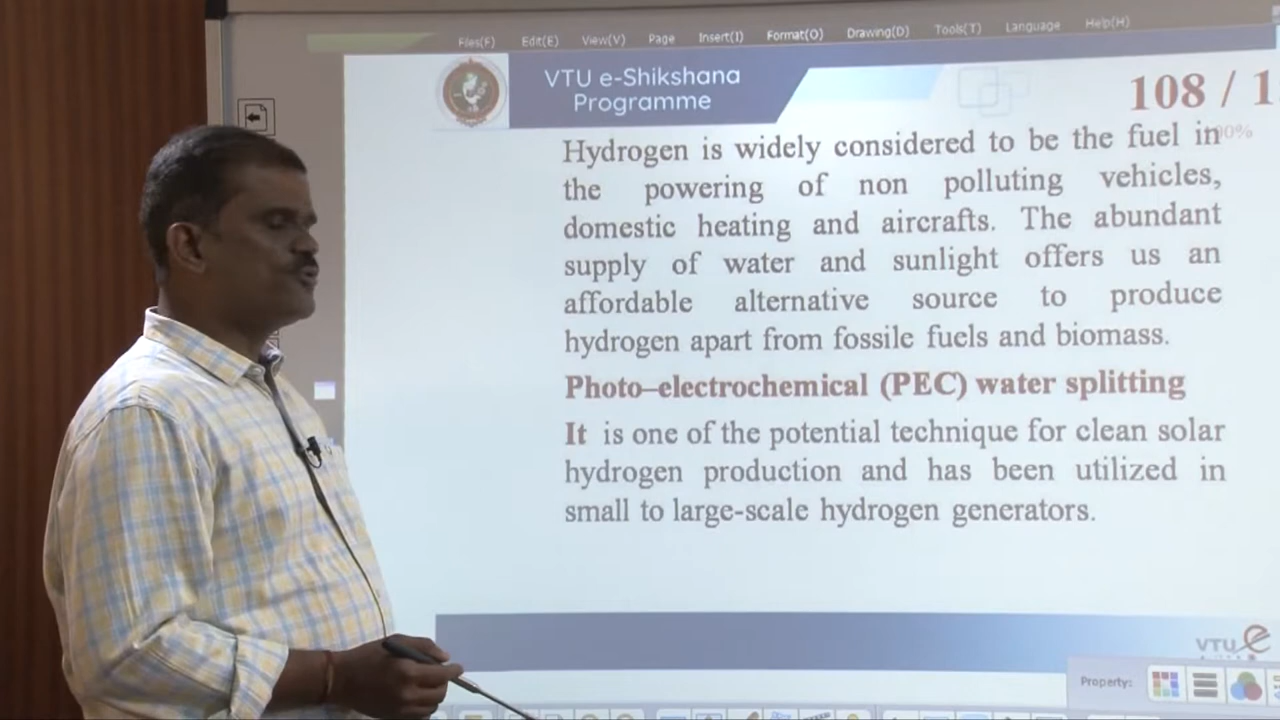 Files(F) Edit(E) View(V) Page Insert(I) Format(O) Drawing(D) Tools(T) Language Help(H)
VTU e-Shikshana
Programme
108 / 1
Hydrogen is widely considered to be the fuel in
the powering of non polluting vehicles,
domestic heating and aircrafts. The abundant
supply of water and sunlight offers us an
affordable alternative source to produce
hydrogen apart from fossile fuels and biomass.
Photo–electrochemical (PEC) water splitting
It is one of the potential technique for clean solar
hydrogen production and has been utilized in
small to large-scale hydrogen generators.
VTU e
Property: